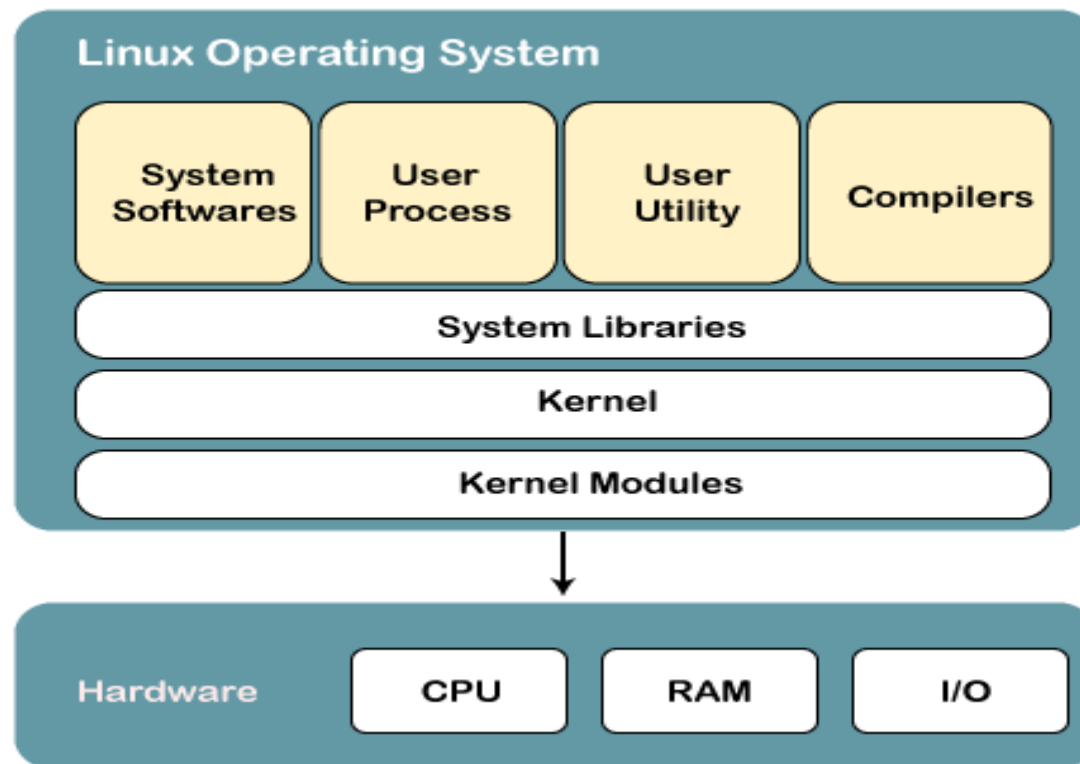 Linux Operating System
System
Softwares
User
Process
User
Utility
Compilers
System Libraries
Kernel
Kernel Modules
Hardware
CPU
RAM
I/O